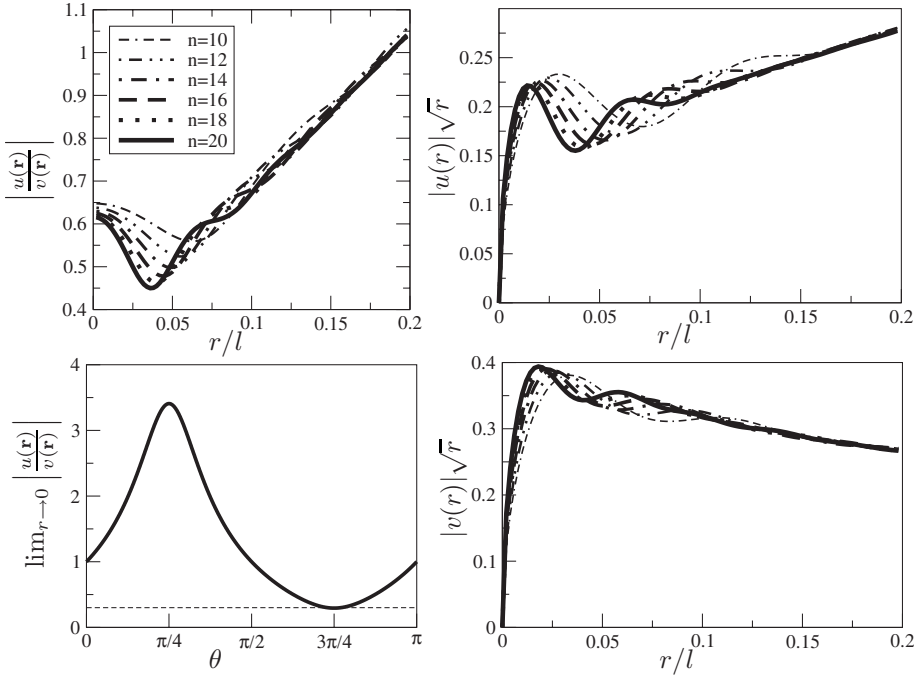 1.1
1
0.9
0.8
0.7
0.6
0.5
0.4
|u(r)/v(r)|
n=10
n=12
n=14
n=16
n=18
n=20
0 0.05 0.1 0.15 0.2
r/l
0.25
0.2
0.15
0.1
0.05
0
|u(r)|√r
0 0.05 0.1 0.15 0.2
r/l
4
3
2
1
0
lim r→0 |u(r)/v(r)|
0 π/4 π/2 3π/4 π
θ
0.4
0.3
0.2
0.1
0
|v(r)|√r
0 0.05 0.1 0.15 0.2
r/l